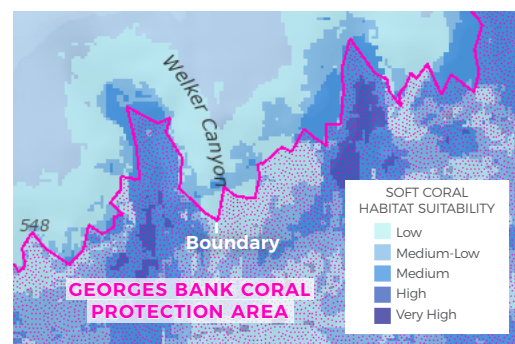 Welker Canyon
548
Boundary
GEORGES BANK CORAL
PROTECTION AREA
SOFT CORAL
HABITAT SUITABILITY
Low
Medium-Low
Medium
High
Very High